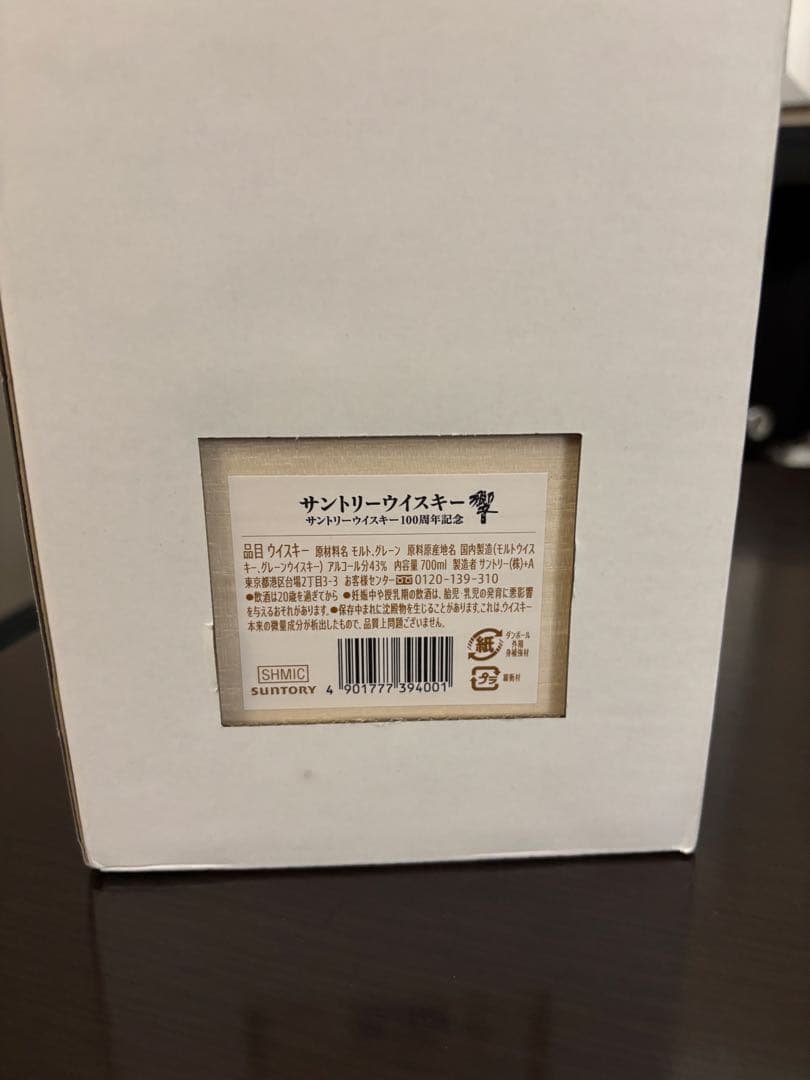 サントリーウイスキー 響
サントリーウイスキー100周年記念
品目 ウイスキー 原材料名 モルト、グレーン 原料原産地名 国内製造(モルトウイス
キー、グレーンウイスキー) アルコール分43% 内容量 700ml 製造者 サントリー(株)+A
東京都港区台場2丁目3-3 お客様センター 0120-139-310
●飲酒は20歳を過ぎてから ●妊娠中や授乳期の飲酒は、胎児・乳児の発育に悪影響
を与えるおそれがあります。●保存中まれに沈殿物を生じることがあります。これは、ウイスキー
本来の微量成分が析出したもので、品質上問題ございません。
SHMIC
SUNTORY
4 901777 394001
紙
ダンボール
外箱
身補強材
プラ
緩衝材